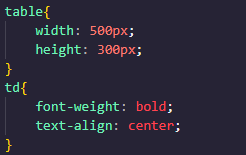 table{
    width: 500px;
    height: 300px;
}
td{
    font-weight: bold;
    text-align: center;
}